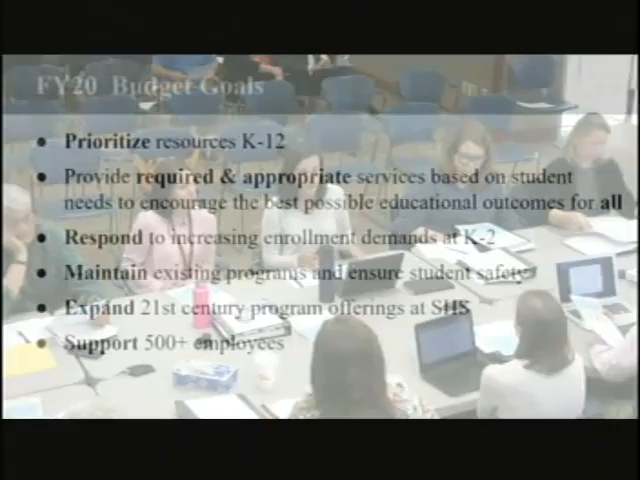 FY20 Budget Goals
● Prioritize resources K-12
● Provide required & appropriate services based on student
needs to encourage the best possible educational outcomes for all
● Respond to increasing enrollment demands at K-2
● Maintain existing programs and ensure student safety
● Expand 21st century program offerings at SHS
● Support 500+ employees